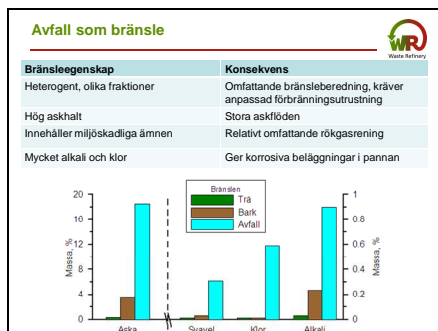 Avfall som bränsle
WR
Waste Refinery
Bränsleegenskap Konsekvens
Heterogent, olika fraktioner Omfattande bränsleberedning, kräver
anpassad förbränningsutrustning
Hög askhalt Stora askflöden
Innehåller miljöskadliga ämnen Relativt omfattande rökgasrening
Mycket alkali och klor Ger korrosiva beläggningar i pannan
Bränslen
Trä
Bark
Avfall
Massa, %
20
16
12
8
4
0
1
0.8
0.6
0.4
0.2
0
Massa, %
Aska Svavel Klor Alkali